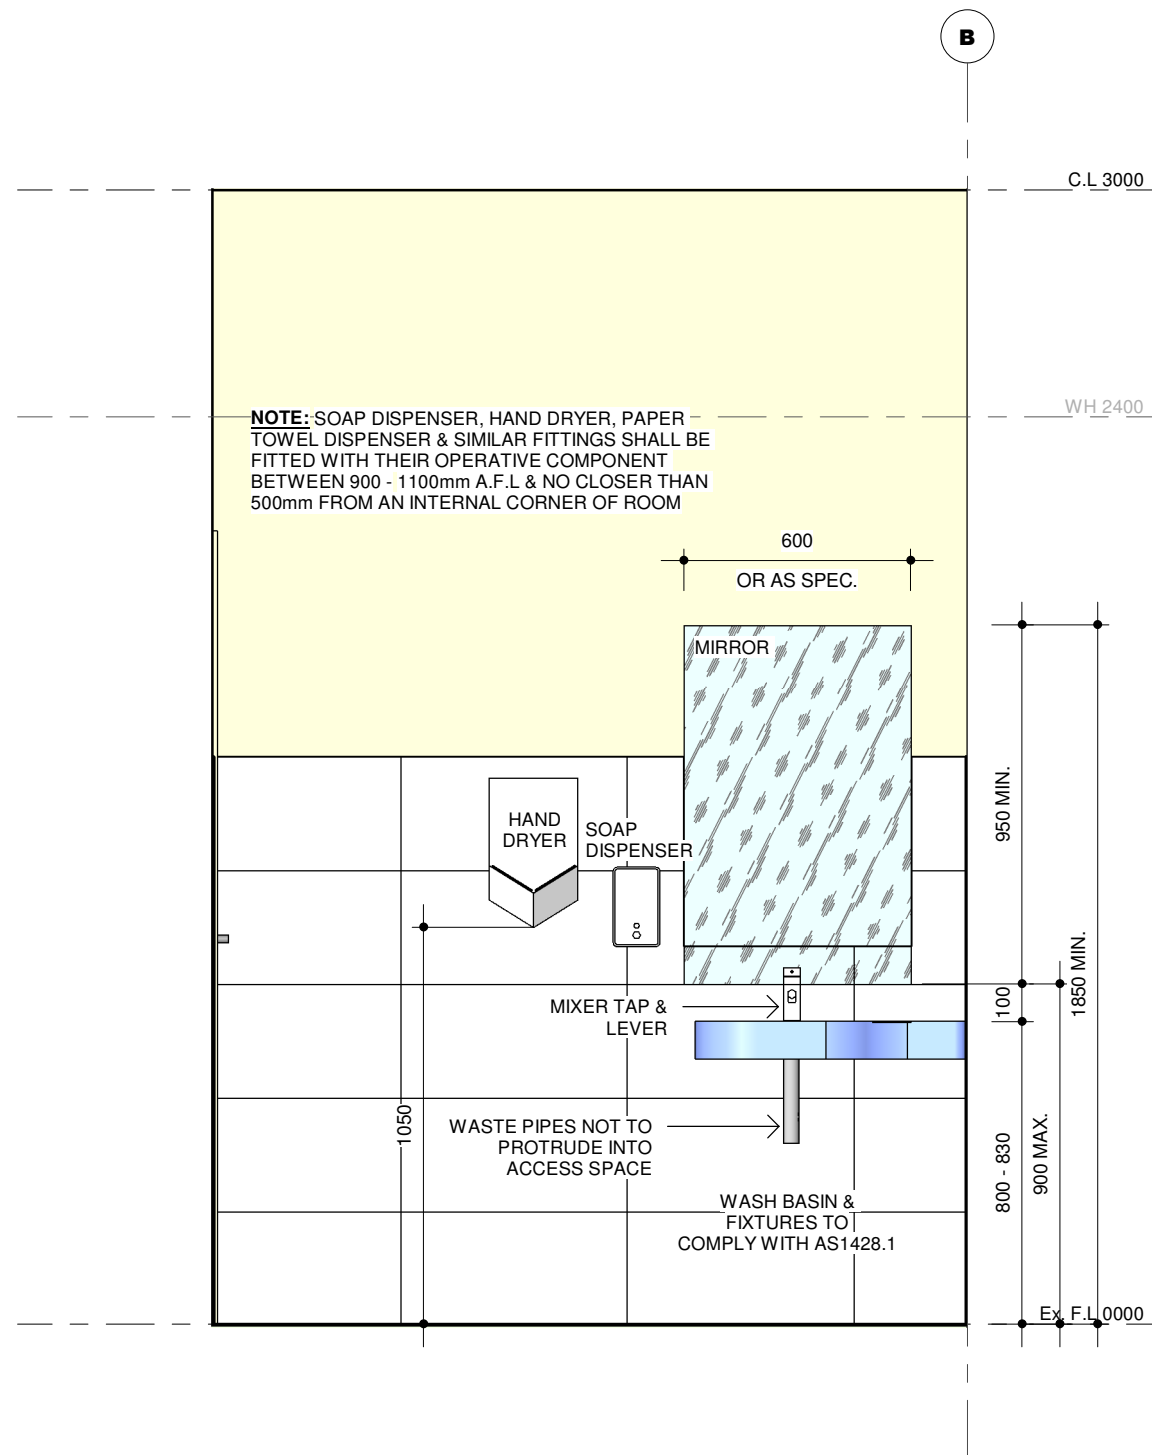 B
C.L 3000
WH 2400
NOTE: SOAP DISPENSER, HAND DRYER, PAPER
TOWEL DISPENSER & SIMILAR FITTINGS SHALL BE
FITTED WITH THEIR OPERATIVE COMPONENT
BETWEEN 900 - 1100mm A.F.L & NO CLOSER THAN
500mm FROM AN INTERNAL CORNER OF ROOM
600
OR AS SPEC.
MIRROR
HAND
DRYER
SOAP
DISPENSER
950 MIN.
MIXER TAP &
LEVER
100
1850 MIN.
1050
WASTE PIPES NOT TO
PROTRUDE INTO
ACCESS SPACE
800 - 830
900 MAX.
WASH BASIN &
FIXTURES TO
COMPLY WITH AS1428.1
Ex. F.L 0000